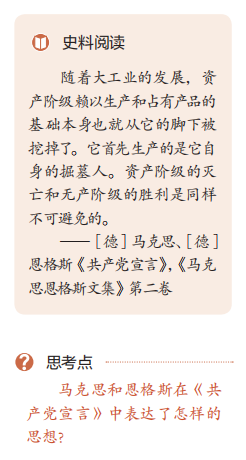 史料阅读
随着大工业的发展，资
产阶级赖以生产和占有产品的
基础本身也就从它的脚下被
挖掉了。它首先生产的是它自
身的掘墓人。资产阶级的灭
亡和无产阶级的胜利是同样
不可避免的。
——［德］马克思、［德］
恩格斯《共产党宣言》，《马克
思恩格斯文集》第二卷
? 思考点
马克思和恩格斯在《共
产党宣言》中表达了怎样的
思想?